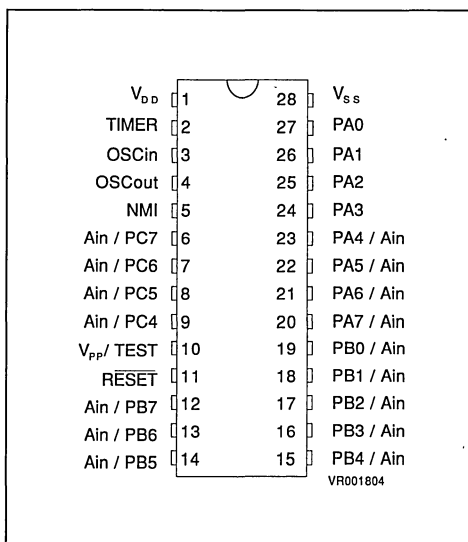 V_DD 1 28 V_SS
TIMER 2 27 PA0
OSCin 3 26 PA1
OSCout 4 25 PA2
NMI 5 24 PA3
Ain / PC7 6 23 PA4 / Ain
Ain / PC6 7 22 PA5 / Ain
Ain / PC5 8 21 PA6 / Ain
Ain / PC4 9 20 PA7 / Ain
V_PP/ TEST 10 19 PB0 / Ain
RESET 11 18 PB1 / Ain
Ain / PB7 12 17 PB2 / Ain
Ain / PB6 13 16 PB3 / Ain
Ain / PB5 14 15 PB4 / Ain
VR001804